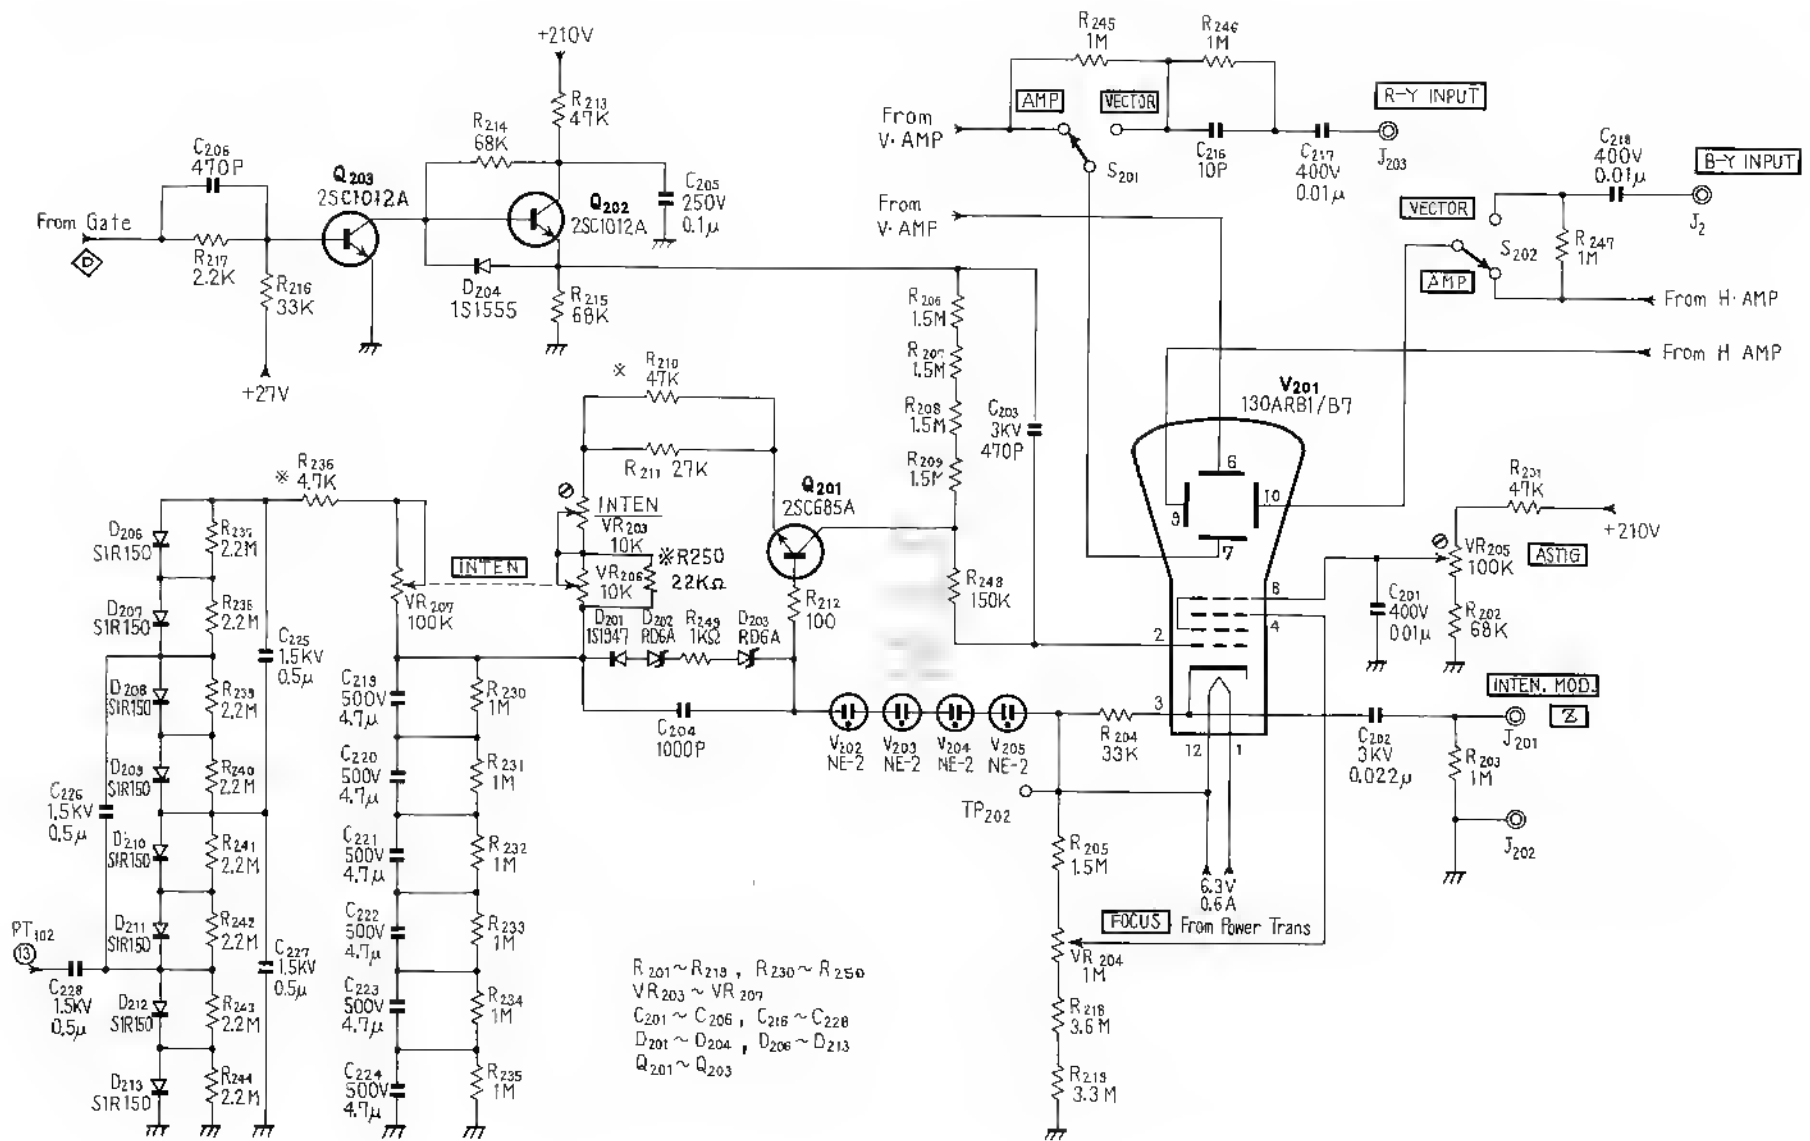 +210V
R213
47K
R214
68K
C206
470P
Q203
2SC1012A
Q202
2SC1012A
C205
250V
0.1μ
From Gate
D
R217
2.2K
R216
33K
+27V
D204
1S1555
R215
68K
R245
1M
R246
1M
AMP
VECTOR
R-Y INPUT
From
V·AMP
S201
C216
10P
C217
400V
0.01μ
J203
C218
400V
0.01μ
B-Y INPUT
J2
From
V·AMP
VECTOR
S202
R247
1M
AMP
From H·AMP
From H AMP
R206
1.5M
R207
1.5M
R208
1.5M
R209
1.5M
C203
3KV
470P
V201
130ARB1/B7
6
9
10
7
8
4
2
3
12
1
※
R210
47K
R211 27K
Q201
2SC685A
※ R236
4.7K
INTEN
VR203
10K
INTEN
VR206
10K
※R250
22KΩ
R212
100
R248
150K
R201
47K
+210V
VR205
100K
ASTIG
C201
400V
001μ
R202
68K
D206
S1R150
D207
S1R150
D208
S1R150
D209
S1R150
D210
S1R150
D211
S1R150
D212
S1R150
D213
S1R150
R237
2.2M
R238
2.2M
R239
2.2M
R240
2.2M
R241
2.2M
R242
2.2M
R243
2.2M
R244
2.2M
C225
1.5KV
0.5μ
C226
1.5KV
0.5μ
C227
1.5KV
0.5μ
PT102
13
C228
1.5KV
0.5μ
VR207
100K
D201
1S1947
D202
RD6A
R249
1KΩ
D203
RD6A
C204
1000P
C219
500V
4.7μ
C220
500V
4.7μ
C221
500V
4.7μ
C222
500V
4.7μ
C223
500V
4.7μ
C224
500V
4.7μ
R230
1M
R231
1M
R232
1M
R233
1M
R234
1M
R235
1M
V202
NE-2
V203
NE-2
V204
NE-2
V205
NE-2
R204
33K
TP202
C202
3KV
0.022μ
INTEN. MOD.
Z
J201
R203
1M
J202
R205
1.5M
6.3V
0.6A
FOCUS From Power Trans
VR204
1M
R218
3.6M
R219
3.3M
R201~R219, R230~R250
VR203~VR207
C201~C206, C216~C228
D201~D204, D206~D213
Q201~Q203